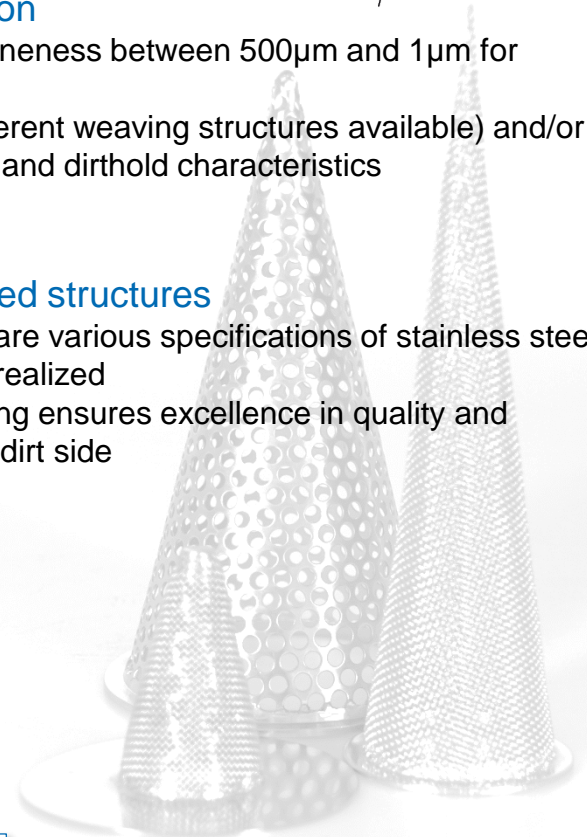 on
neness between 500µm and 1µm for
erent weaving structures available) and/or
and dirthold characteristics
ed structures
are various specifications of stainless stee
realized
ng ensures excellence in quality and
dirt side